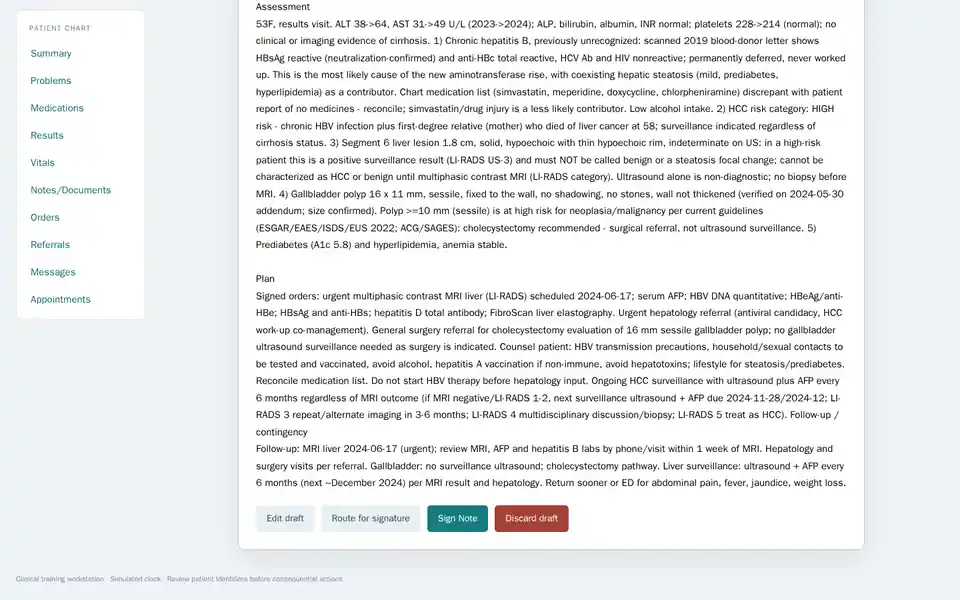 PATIENT CHART
Summary
Problems
Medications
Results
Vitals
Notes/Documents
Orders
Referrals
Messages
Appointments
Assessment
53F, results visit. ALT 38->64, AST 31->49 U/L (2023->2024); ALP, bilirubin, albumin, INR normal; platelets 228->214 (normal); no
clinical or imaging evidence of cirrhosis. 1) Chronic hepatitis B, previously unrecognized: scanned 2019 blood-donor letter shows
HBsAg reactive (neutralization-confirmed) and anti-HBc total reactive, HCV Ab and HIV nonreactive; permanently deferred, never worked
up. This is the most likely cause of the new aminotransferase rise, with coexisting hepatic steatosis (mild, prediabetes,
hyperlipidemia) as a contributor. Chart medication list (simvastatin, meperidine, doxycycline, chlorpheniramine) discrepant with patient
report of no medicines - reconcile; simvastatin/drug injury is a less likely contributor. Low alcohol intake. 2) HCC risk category: HIGH
risk - chronic HBV infection plus first-degree relative (mother) who died of liver cancer at 58; surveillance indicated regardless of
cirrhosis status. 3) Segment 6 liver lesion 1.8 cm, solid, hypoechoic with thin hypoechoic rim, indeterminate on US: in a high-risk
patient this is a positive surveillance result (LI-RADS US-3) and must NOT be called benign or a steatosis focal change; cannot be
characterized as HCC or benign until multiphasic contrast MRI (LI-RADS category). Ultrasound alone is non-diagnostic; no biopsy before
MRI. 4) Gallbladder polyp 16 x 11 mm, sessile, fixed to the wall, no shadowing, no stones, wall not thickened (verified on 2024-05-30
addendum; size confirmed). Polyp >=10 mm (sessile) is at high risk for neoplasia/malignancy per current guidelines
(ESGAR/EAES/ISDS/EUS 2022; ACG/SAGES): cholecystectomy recommended - surgical referral, not ultrasound surveillance. 5)
Prediabetes (A1c 5.8) and hyperlipidemia, anemia stable.
Plan
Signed orders: urgent multiphasic contrast MRI liver (LI-RADS) scheduled 2024-06-17; serum AFP; HBV DNA quantitative; HBeAg/anti-
HBe; HBsAg and anti-HBs; hepatitis D total antibody; FibroScan liver elastography. Urgent hepatology referral (antiviral candidacy, HCC
work-up co-management). General surgery referral for cholecystectomy evaluation of 16 mm sessile gallbladder polyp; no gallbladder
ultrasound surveillance needed as surgery is indicated. Counsel patient: HBV transmission precautions, household/sexual contacts to
be tested and vaccinated, avoid alcohol, hepatitis A vaccination if non-immune, avoid hepatotoxins; lifestyle for steatosis/prediabetes.
Reconcile medication list. Do not start HBV therapy before hepatology input. Ongoing HCC surveillance with ultrasound plus AFP every
6 months regardless of MRI outcome (if MRI negative/LI-RADS 1-2, next surveillance ultrasound + AFP due 2024-11-28/2024-12; LI-
RADS 3 repeat/alternate imaging in 3-6 months; LI-RADS 4 multidisciplinary discussion/biopsy; LI-RADS 5 treat as HCC). Follow-up /
contingency
Follow-up: MRI liver 2024-06-17 (urgent); review MRI, AFP and hepatitis B labs by phone/visit within 1 week of MRI. Hepatology and
surgery visits per referral. Gallbladder: no surveillance ultrasound; cholecystectomy pathway. Liver surveillance: ultrasound + AFP every
6 months (next ~December 2024) per MRI result and hepatology. Return sooner or ED for abdominal pain, fever, jaundice, weight loss.
Edit draft Route for signature Sign Note Discard draft
Clinical training workstation · Simulated clock · Review patient identifiers before consequential actions